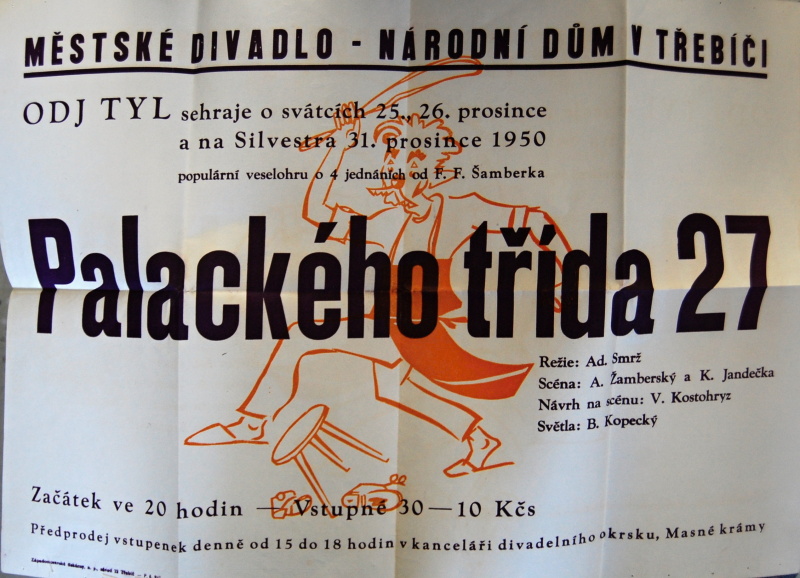 MĚSTSKÉ DIVADLO - NÁRODNÍ DŮM V TŘEBÍČI
ODJ TYL sehraje o svátcích 25., 26. prosince
a na Silvestra 31. prosince 1950
populární veselohru o 4 jednáních od F. F. Šamberka
Palackého třída 27
Režie: Ad. Smrž
Scéna: A. Žamberský a K. Jandečka
Návrh na scénu: V. Kostohryz
Světla: B. Kopecký
Začátek ve 20 hodin — Vstupné 30—10 Kčs
Předprodej vstupenek denně od 15 do 18 hodin v kanceláři divadelního okrsku, Masné krámy